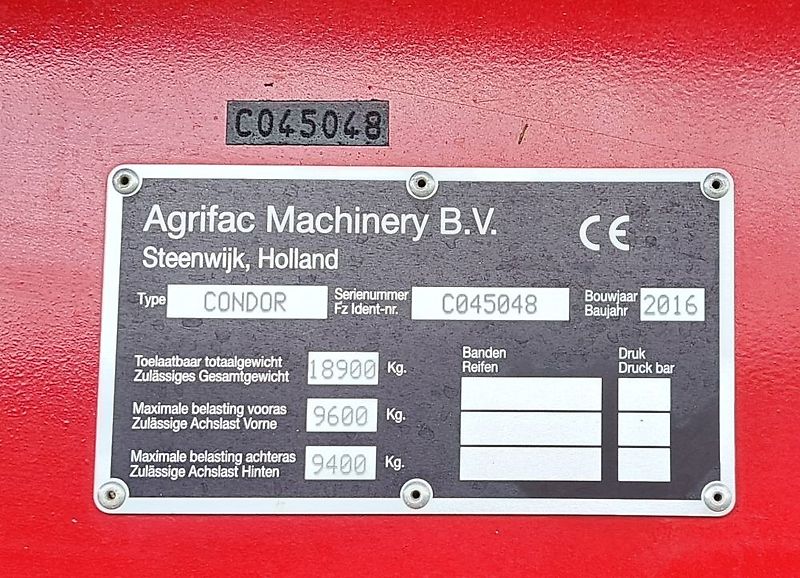 C045048
Agrifac Machinery B.V.
Steenwijk, Holland
CE
Type CONDOR
Serienummer
Fz Ident-nr. C045048
Bouwjaar
Baujahr 2016
Toelaatbaar totaalgewicht
Zulässiges Gesamtgewicht 18900 Kg.
Maximale belasting vooras
Zulässige Achslast Vorne 9600 Kg.
Maximale belasting achteras
Zulässige Achslast Hinten 9400 Kg.
Banden
Reifen
Druk
Druck bar